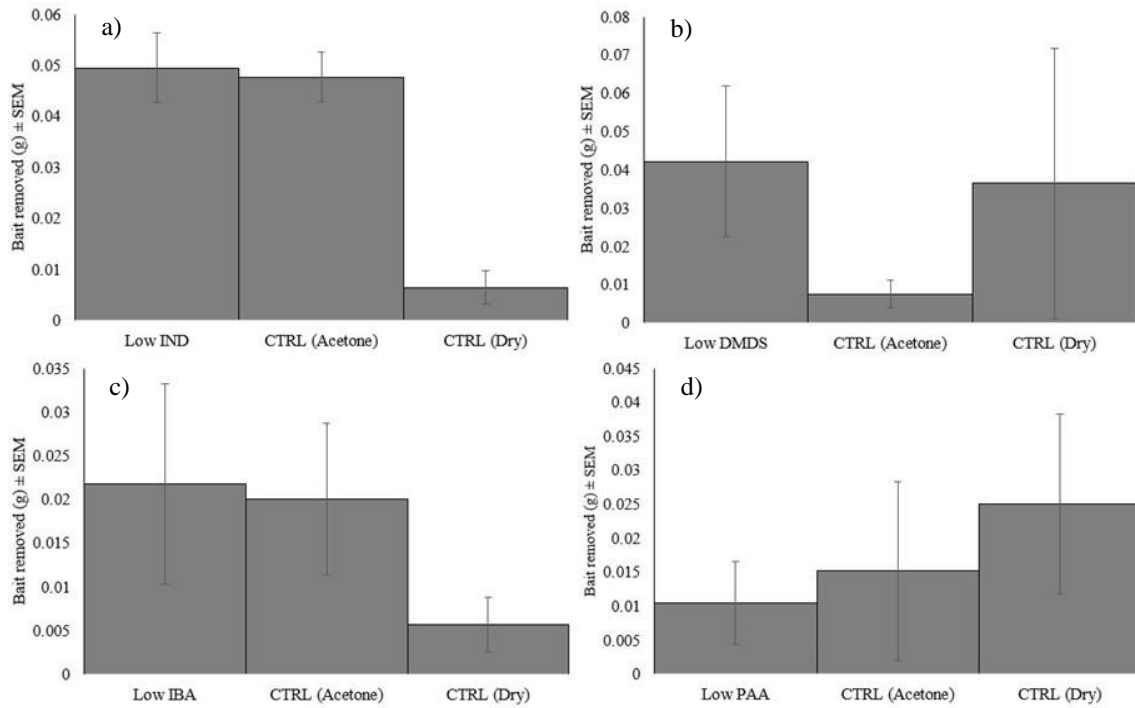 a)
Bait removed (g) ± SEM
0.06
0.05
0.04
0.03
0.02
0.01
0
Low IND CTRL (Acetone) CTRL (Dry)
b)
Bait removed (g) ± SEM
0.08
0.07
0.06
0.05
0.04
0.03
0.02
0.01
0
Low DMDS CTRL (Acetone) CTRL (Dry)
c)
Bait removed (g) ± SEM
0.035
0.03
0.025
0.02
0.015
0.01
0.005
0
Low IBA CTRL (Acetone) CTRL (Dry)
d)
Bait removed (g) ± SEM
0.045
0.04
0.035
0.03
0.025
0.02
0.015
0.01
0.005
0
Low PAA CTRL (Acetone) CTRL (Dry)